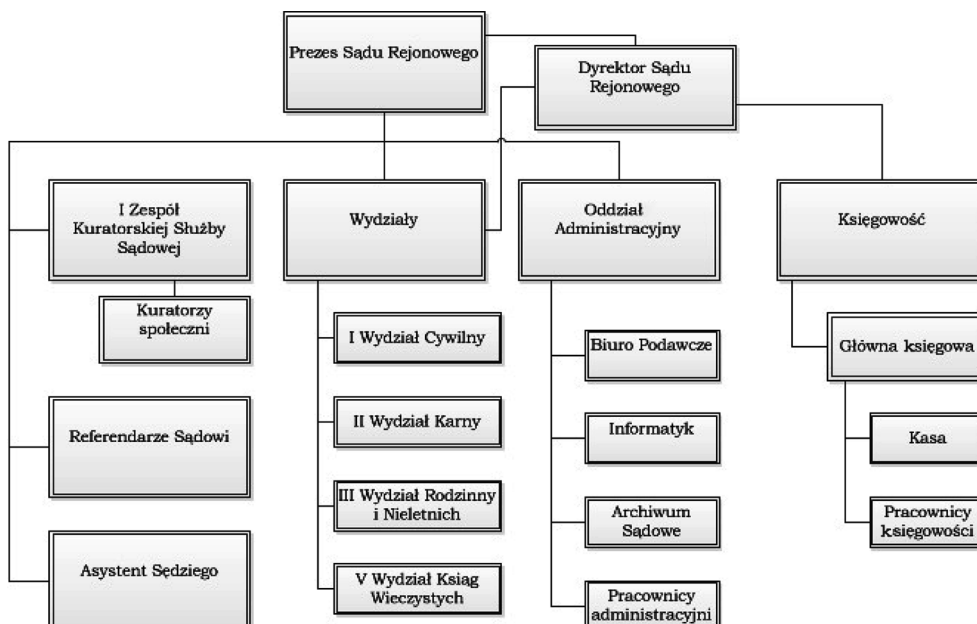 Prezes Sądu Rejonowego
Dyrektor Sądu
Rejonowego
I Zespół
Kuratorskiej Służby
Sądowej
Kuratorzy
społeczni
Referendarze Sądowi
Asystent Sędziego
Wydziały
I Wydział Cywilny
II Wydział Karny
III Wydział Rodzinny
i Nieletnich
V Wydział Ksiąg
Wieczystych
Oddział
Administracyjny
Biuro Podawcze
Informatyk
Archiwum
Sądowe
Pracownicy
administracyjni
Księgowość
Główna księgowa
Kasa
Pracownicy
księgowości